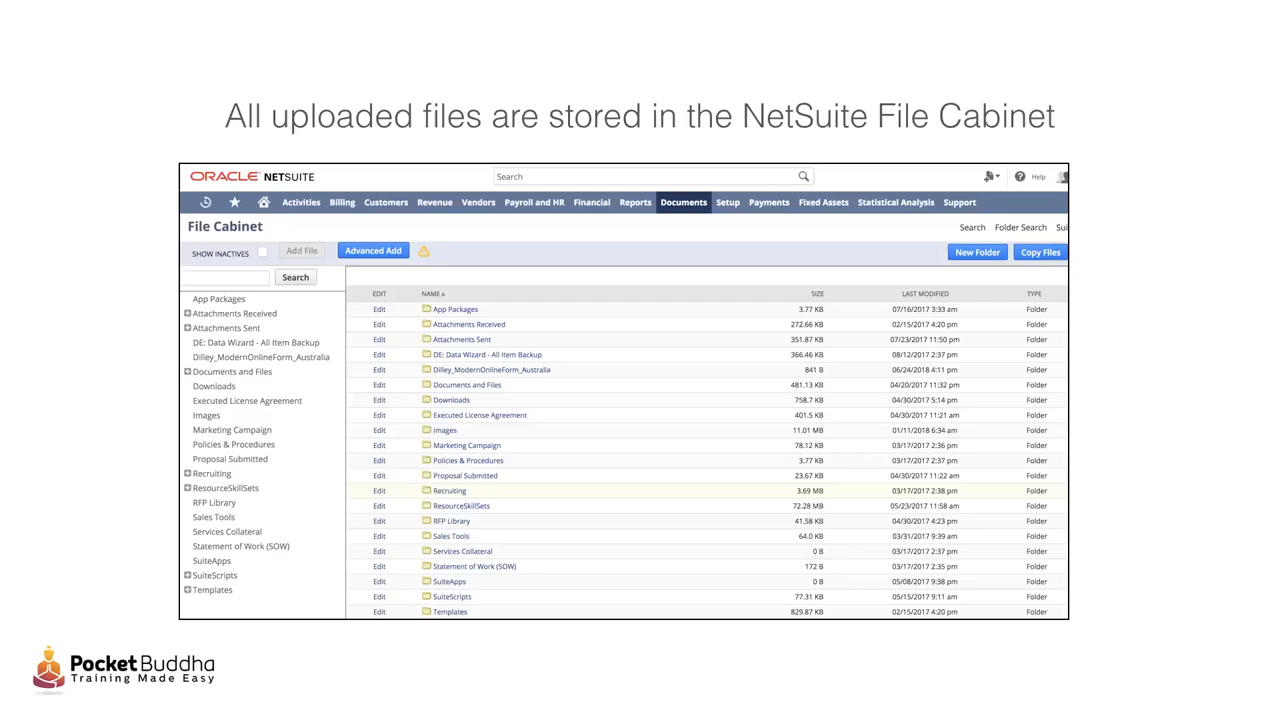 All uploaded files are stored in the NetSuite File Cabinet
ORACLE NETSUITE
Search
Help
Activities Billing Customers Revenue Vendors Payroll and HR Financial Reports Documents Setup Payments Fixed Assets Statistical Analysis Support
File Cabinet
Search Folder Search Sui
SHOW INACTIVES Add File Advanced Add New Folder Copy Files
Search
App Packages
Attachments Received
Attachments Sent
DE: Data Wizard - All Item Backup
Dilley_ModernOnlineForm_Australia
Documents and Files
Downloads
Executed License Agreement
Images
Marketing Campaign
Policies & Procedures
Proposal Submitted
Recruiting
ResourceSkillSets
RFP Library
Sales Tools
Services Collateral
Statement of Work (SOW)
SuiteApps
SuiteScripts
Templates
EDIT NAME SIZE LAST MODIFIED TYPE
Edit App Packages 3.77 KB 07/16/2017 3:33 am Folder
Edit Attachments Received 272.66 KB 02/15/2017 4:20 pm Folder
Edit Attachments Sent 351.87 KB 07/23/2017 11:50 pm Folder
Edit DE: Data Wizard - All Item Backup 366.46 KB 08/12/2017 2:37 pm Folder
Edit Dilley_ModernOnlineForm_Australia 841 B 06/24/2018 4:11 pm Folder
Edit Documents and Files 481.13 KB 04/20/2017 11:32 pm Folder
Edit Downloads 758.7 KB 04/30/2017 5:14 pm Folder
Edit Executed License Agreement 401.5 KB 04/30/2017 11:21 am Folder
Edit Images 11.01 MB 01/11/2018 6:34 am Folder
Edit Marketing Campaign 78.12 KB 03/17/2017 2:36 pm Folder
Edit Policies & Procedures 3.77 KB 03/17/2017 2:37 pm Folder
Edit Proposal Submitted 23.67 KB 04/30/2017 11:22 am Folder
Edit Recruiting 3.69 MB 03/17/2017 2:38 pm Folder
Edit ResourceSkillSets 72.28 MB 05/23/2017 11:58 am Folder
Edit RFP Library 41.58 KB 04/30/2017 4:23 pm Folder
Edit Sales Tools 64.0 KB 03/31/2017 9:39 am Folder
Edit Services Collateral 0 B 03/17/2017 2:37 pm Folder
Edit Statement of Work (SOW) 172 B 03/17/2017 2:35 pm Folder
Edit SuiteApps 0 B 05/08/2017 9:38 pm Folder
Edit SuiteScripts 77.31 KB 05/15/2017 9:11 am Folder
Edit Templates 829.87 KB 02/15/2017 4:20 pm Folder
PocketBuddha
Training Made Easy